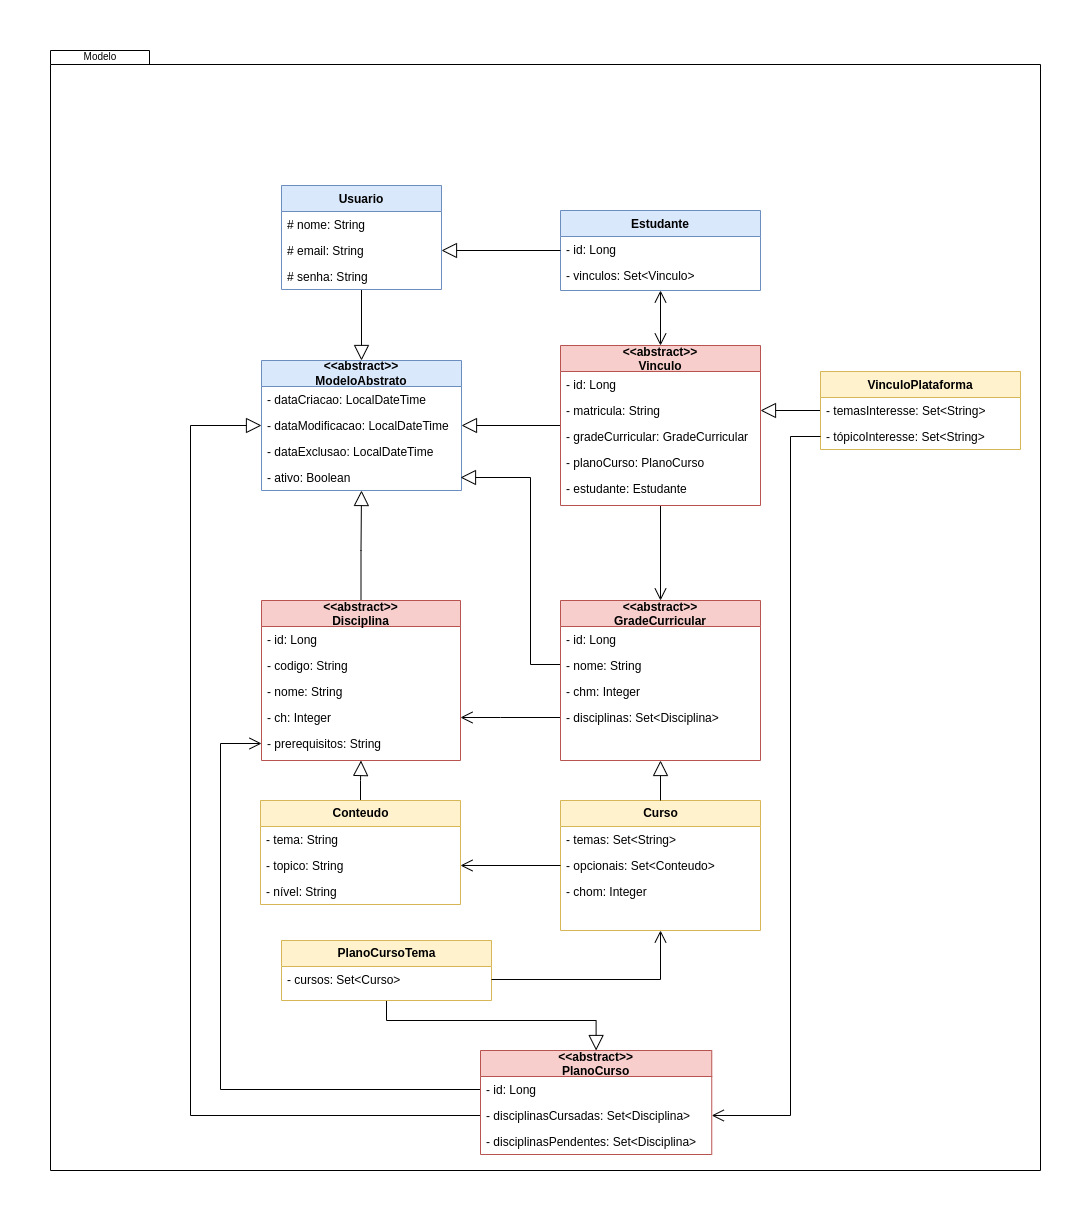 Modelo
Usuario
# nome: String
# email: String
# senha: String
Estudante
- id: Long
- vinculos: Set<Vinculo>
<<abstract>>
ModeloAbstrato
- dataCriacao: LocalDateTime
- dataModificacao: LocalDateTime
- dataExclusao: LocalDateTime
- ativo: Boolean
<<abstract>>
Vinculo
- id: Long
- matricula: String
- gradeCurricular: GradeCurricular
- planoCurso: PlanoCurso
- estudante: Estudante
VinculoPlataforma
- temasInteresse: Set<String>
- tópicoInteresse: Set<String>
<<abstract>>
Disciplina
- id: Long
- codigo: String
- nome: String
- ch: Integer
- prerequisitos: String
<<abstract>>
GradeCurricular
- id: Long
- nome: String
- chm: Integer
- disciplinas: Set<Disciplina>
Conteudo
- tema: String
- topico: String
- nível: String
Curso
- temas: Set<String>
- opcionais: Set<Conteudo>
- chom: Integer
PlanoCursoTema
- cursos: Set<Curso>
<<abstract>>
PlanoCurso
- id: Long
- disciplinasCursadas: Set<Disciplina>
- disciplinasPendentes: Set<Disciplina>